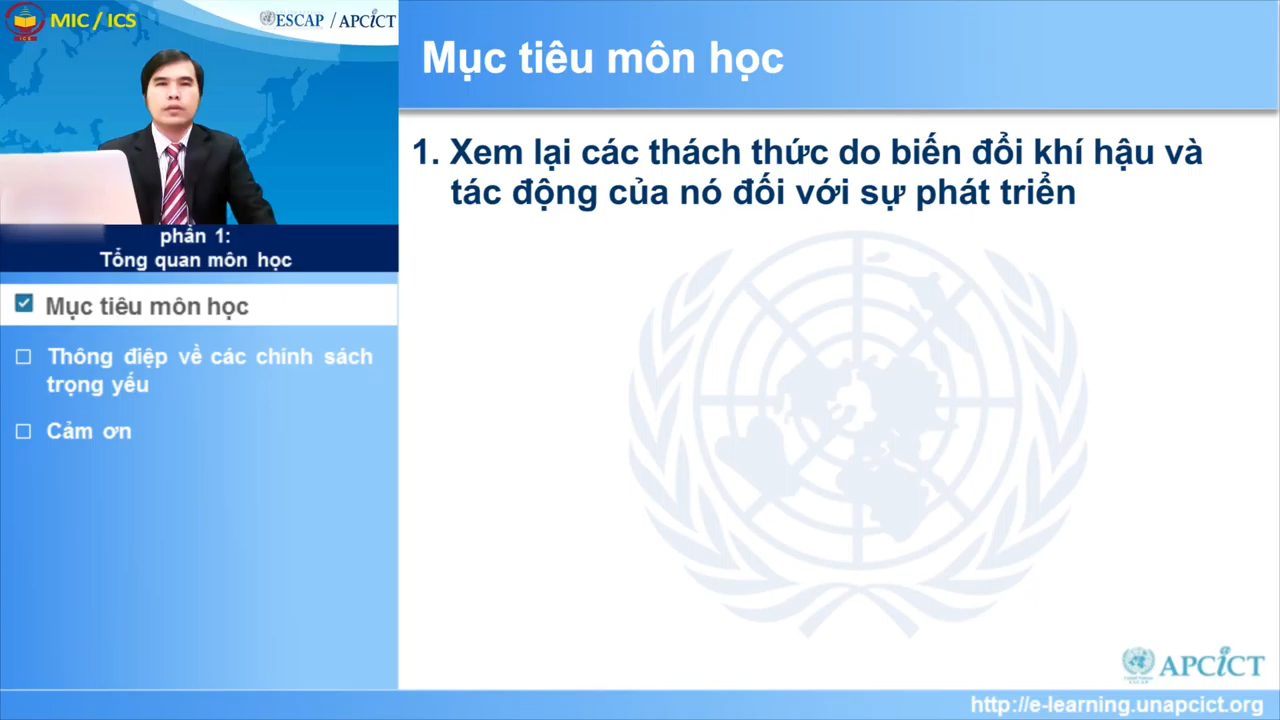 MIC / ICS
ESCAP / APCICT
Mục tiêu môn học
1. Xem lại các thách thức do biến đổi khí hậu và
tác động của nó đối với sự phát triển
phần 1:
Tổng quan môn học
Mục tiêu môn học
Thông điệp về các chính sách
trọng yếu
Cảm ơn
APCICT
http://e-learning.unapcict.org